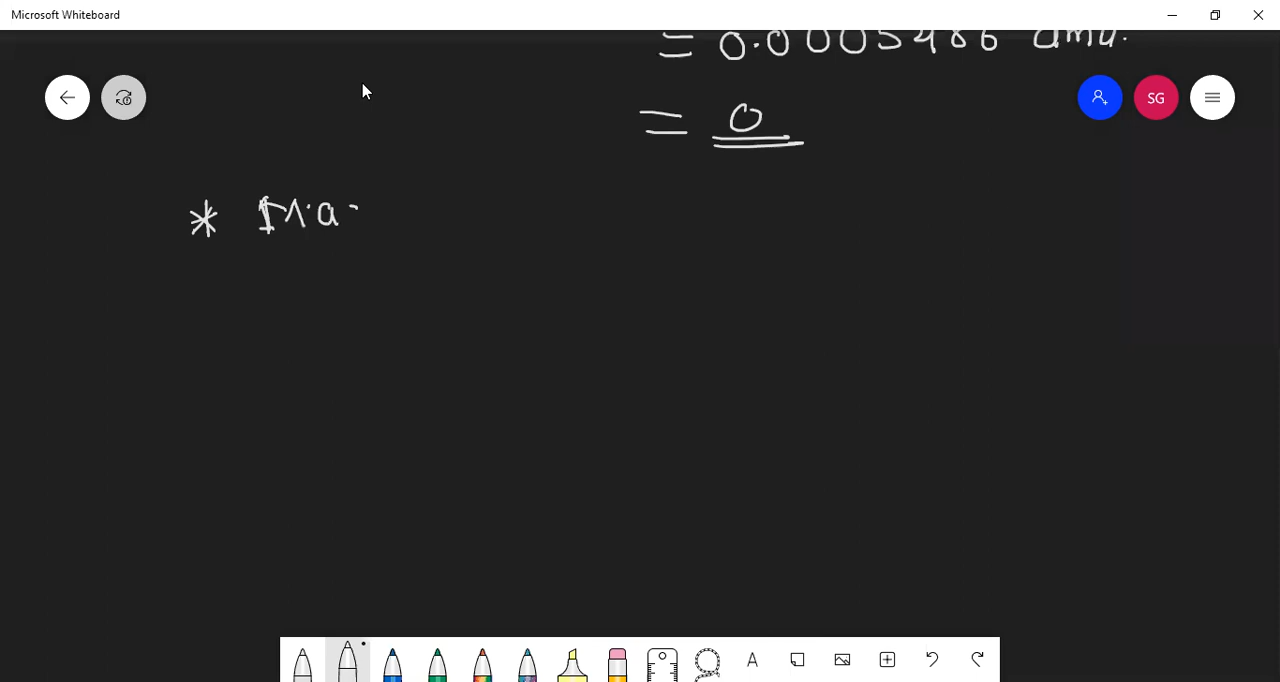 Microsoft Whiteboard
= 0.0005486 amu.
SG
= 0
*
A